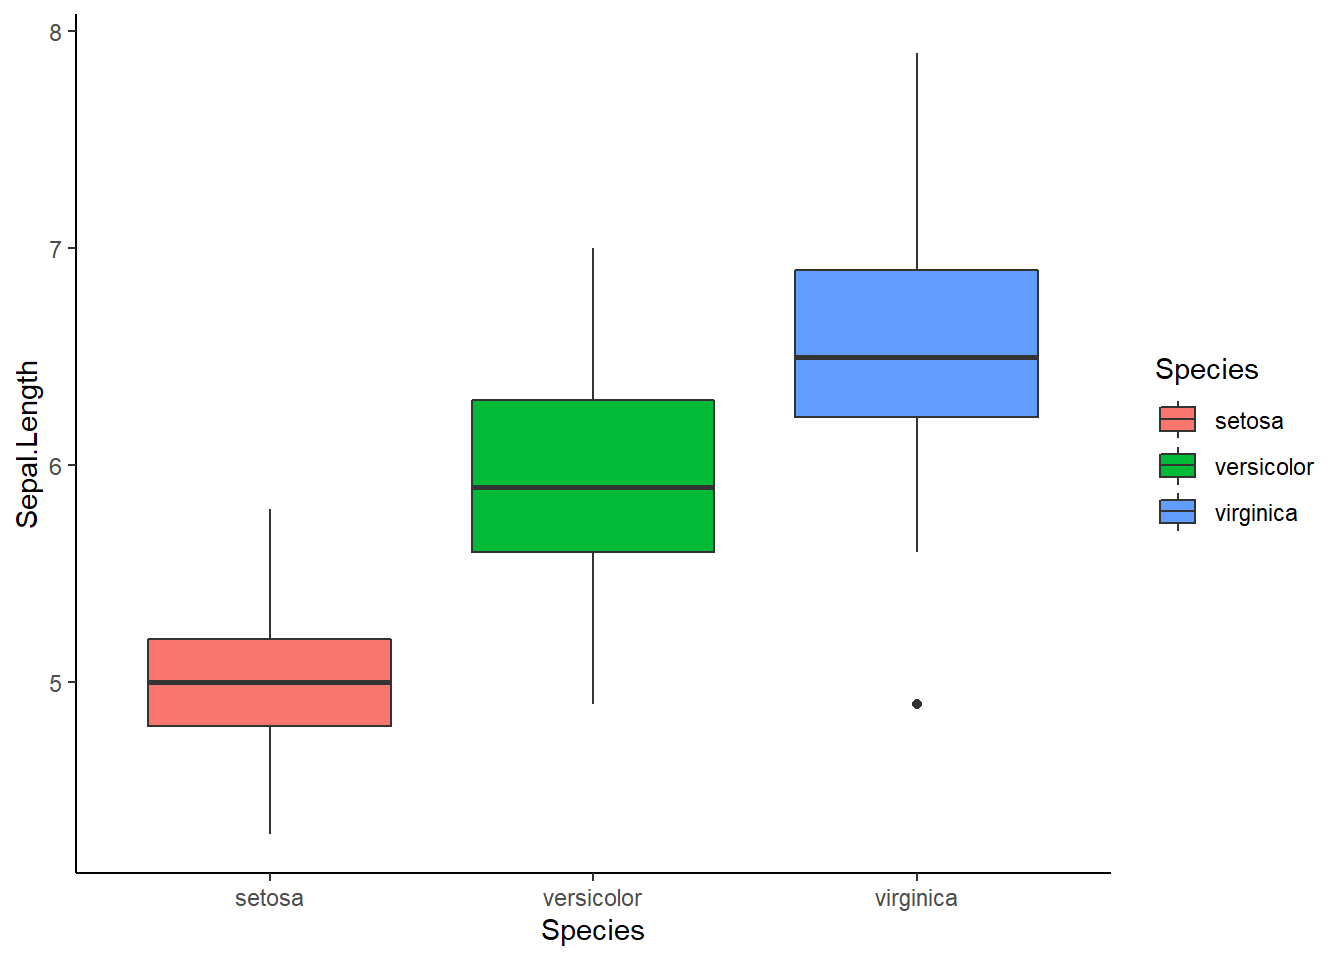 8
7
6
5
Sepal.Length
setosa
versicolor
virginica
Species
Species
setosa
versicolor
virginica